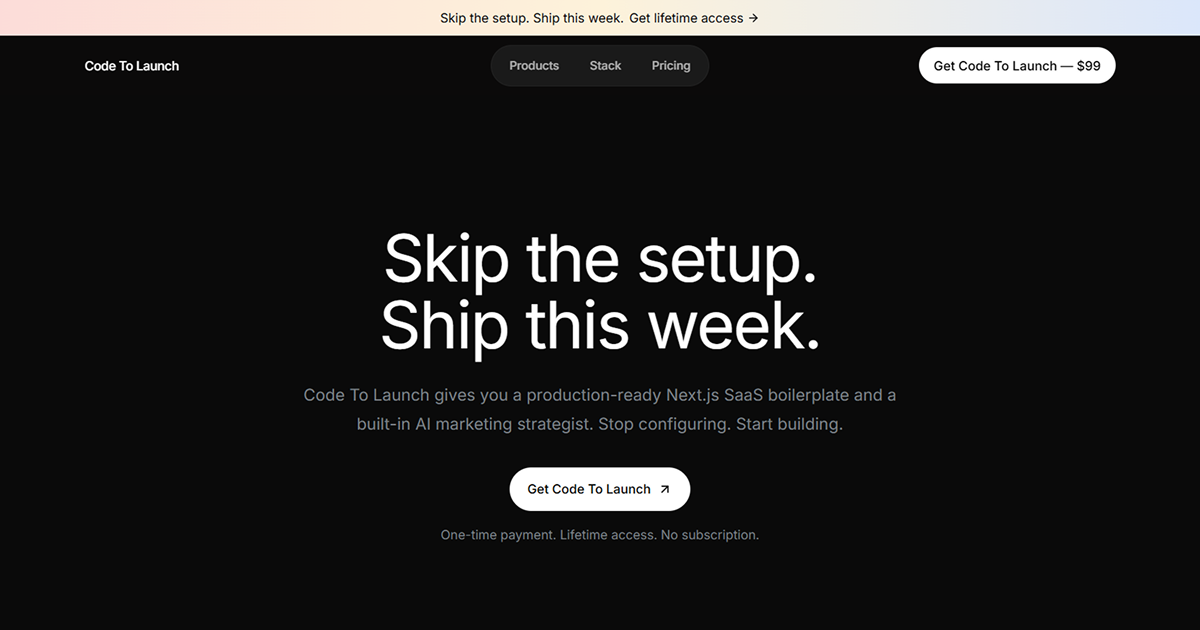 Skip the setup. Ship this week. Get lifetime access →
Code To Launch
Products Stack Pricing
Get Code To Launch — $99
Skip the setup.
Ship this week.
Code To Launch gives you a production-ready Next.js SaaS boilerplate and a
built-in AI marketing strategist. Stop configuring. Start building.
Get Code To Launch ↗
One-time payment. Lifetime access. No subscription.